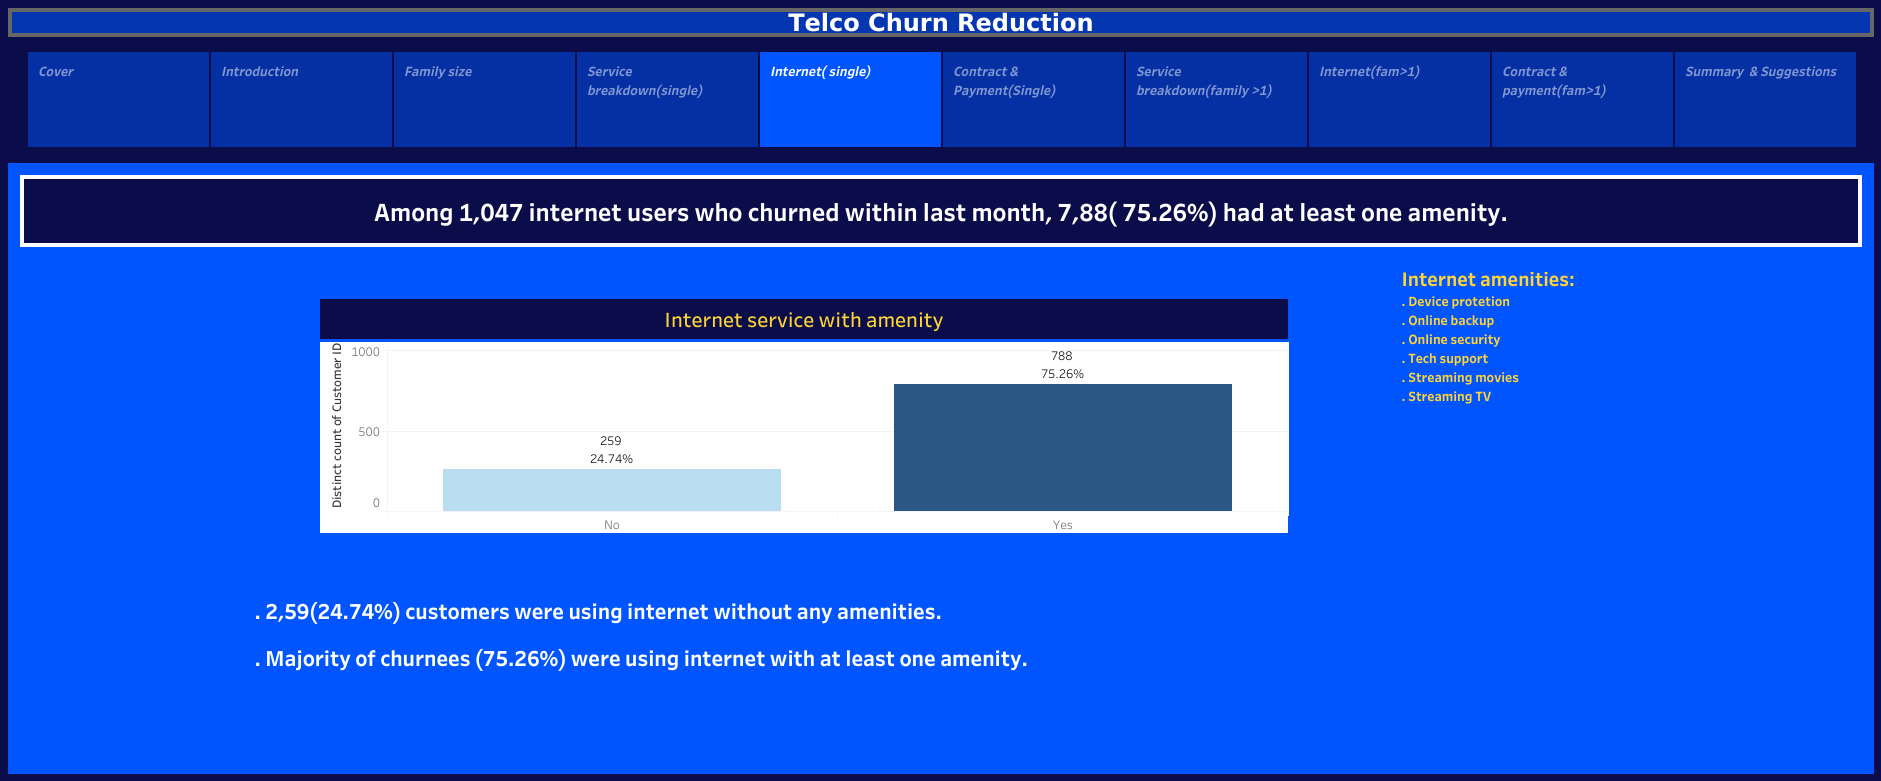 Telco Churn Reduction
Cover
Introduction
Family size
Service
breakdown(single)
Internet( single)
Contract &
Payment(Single)
Service
breakdown(family >1)
Internet(fam>1)
Contract &
payment(fam>1)
Summary & Suggestions
Among 1,047 internet users who churned within last month, 7,88( 75.26%) had at least one amenity.
Internet service with amenity
Distinct count of Customer ID
1000
500
0
259
24.74%
788
75.26%
No
Yes
Internet amenities:
. Device protetion
. Online backup
. Online security
. Tech support
. Streaming movies
. Streaming TV
. 2,59(24.74%) customers were using internet without any amenities.
. Majority of churnees (75.26%) were using internet with at least one amenity.